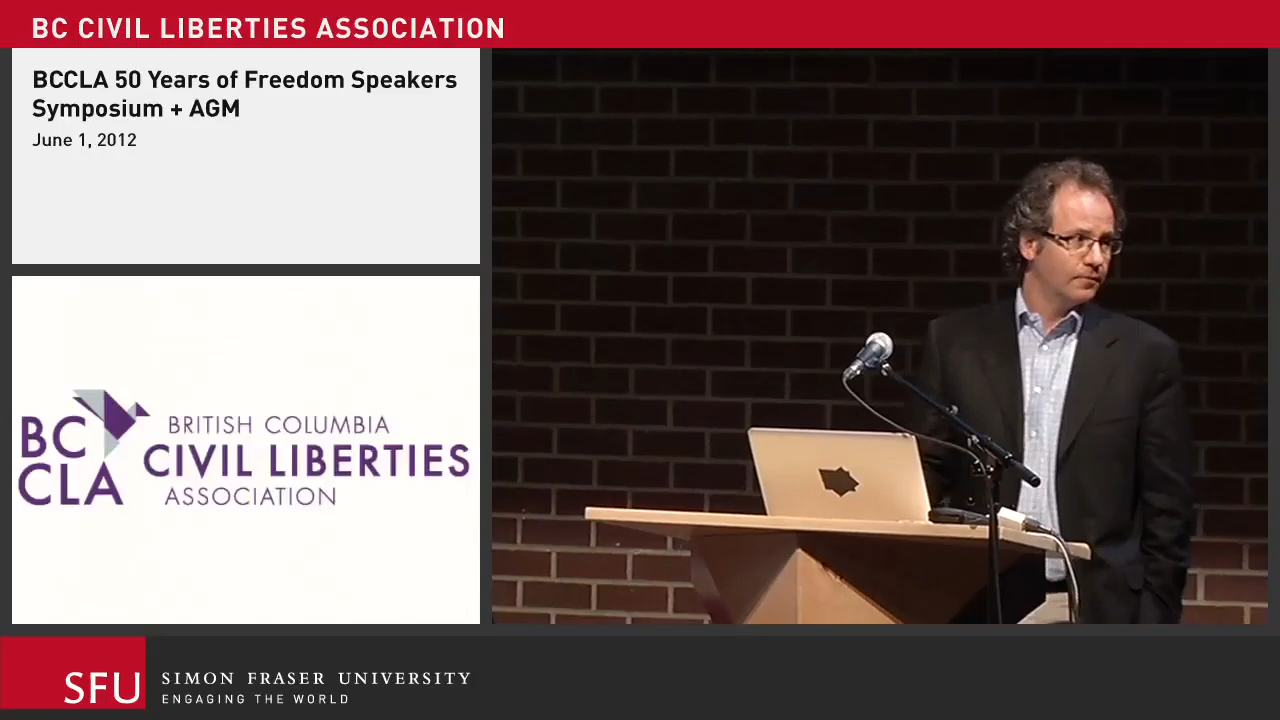 BC CIVIL LIBERTIES ASSOCIATION
BCCLA 50 Years of Freedom Speakers
Symposium + AGM
June 1, 2012
BC
CLA
BRITISH COLUMBIA
CIVIL LIBERTIES
ASSOCIATION
SFU
SIMON FRASER UNIVERSITY
ENGAGING THE WORLD